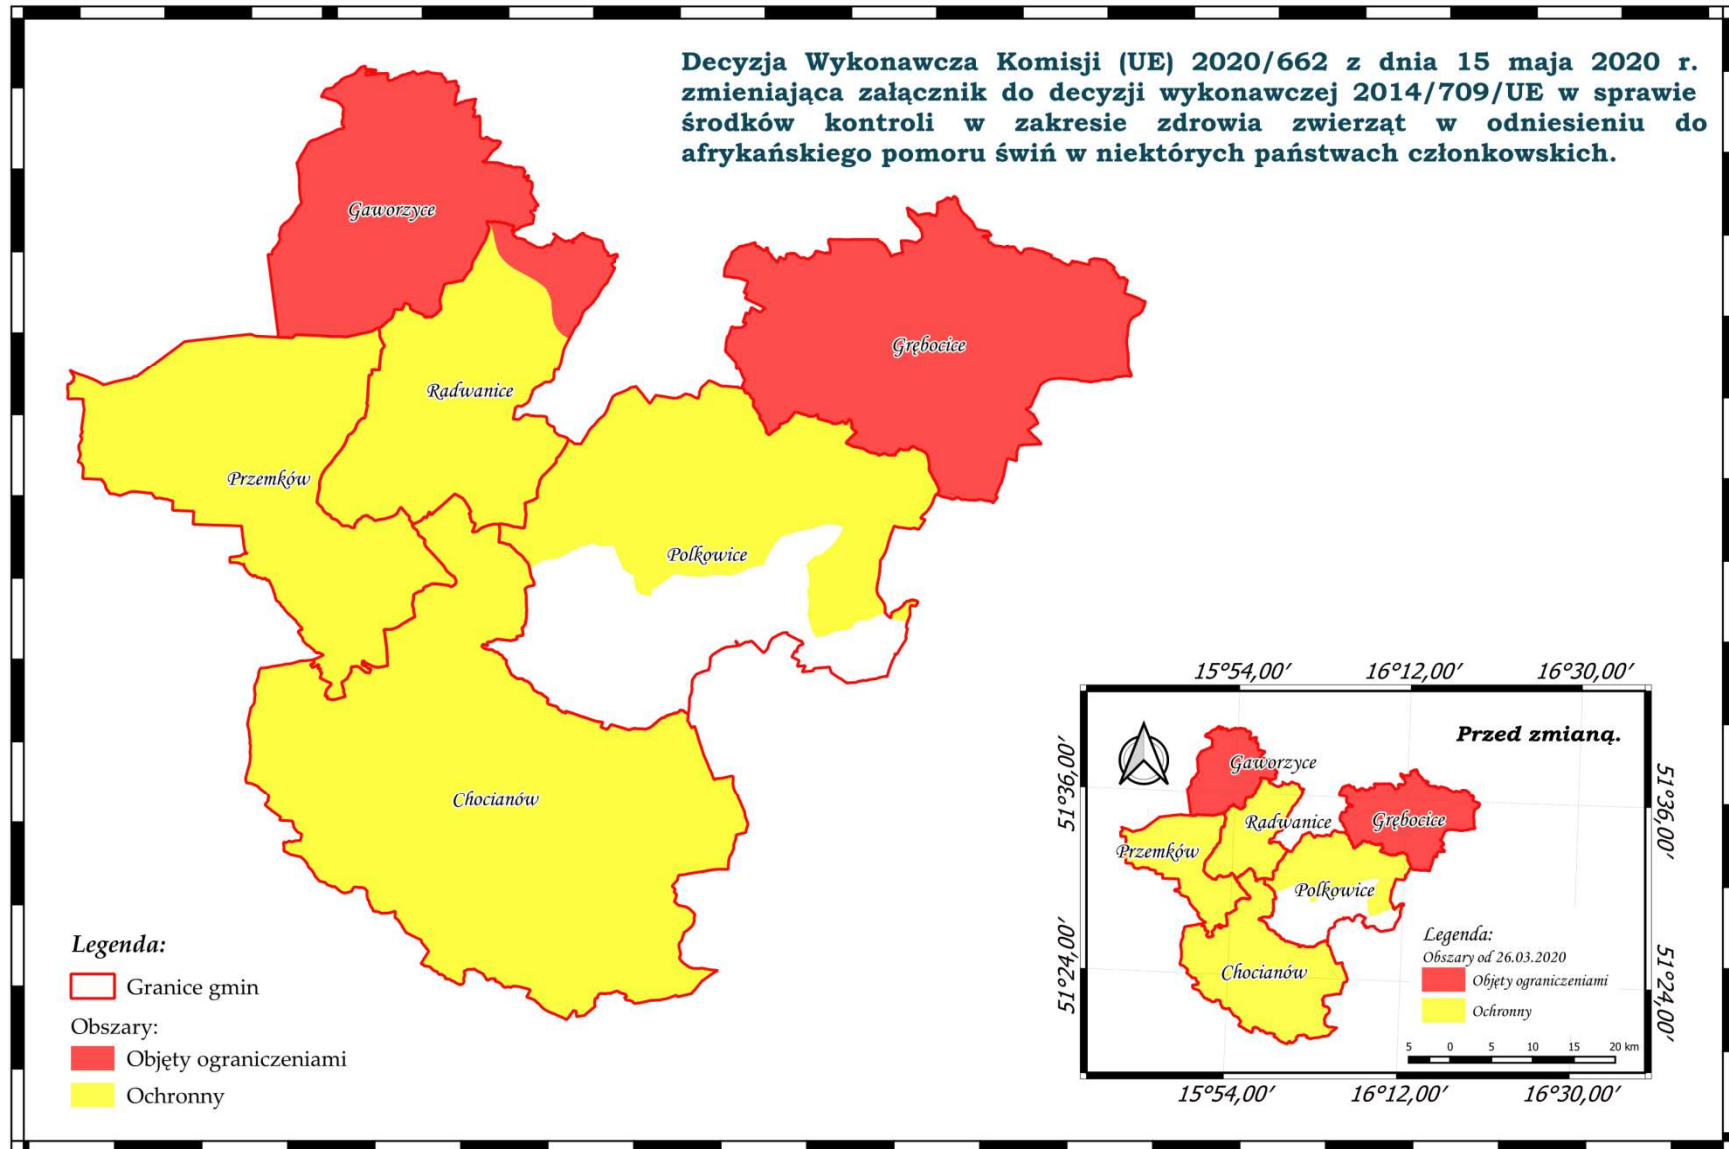 Decyzja Wykonawcza Komisji (UE) 2020/662 z dnia 15 maja 2020 r.
zmieniająca załącznik do decyzji wykonawczej 2014/709/UE w sprawie
środków kontroli w zakresie zdrowia zwierząt w odniesieniu do
afrykańskiego pomoru świń w niektórych państwach członkowskich.
Gaworzyce
Grębocice
Radwanice
Przemków
Polkowice
Chocianów
Legenda:
Granice gmin
Obszary:
Objęty ograniczeniami
Ochronny
15°54,00′ 16°12,00′ 16°30,00′
Przed zmianą.
51°36,00′
51°36,00′
Gaworzyce
Radwanice
Grębocice
Przemków
Polkowice
Chocianów
51°24,00′
51°24,00′
Legenda:
Obszary od 26.03.2020
Objęty ograniczeniami
Ochronny
5 0 5 10 15 20 km
15°54,00′ 16°12,00′ 16°30,00′